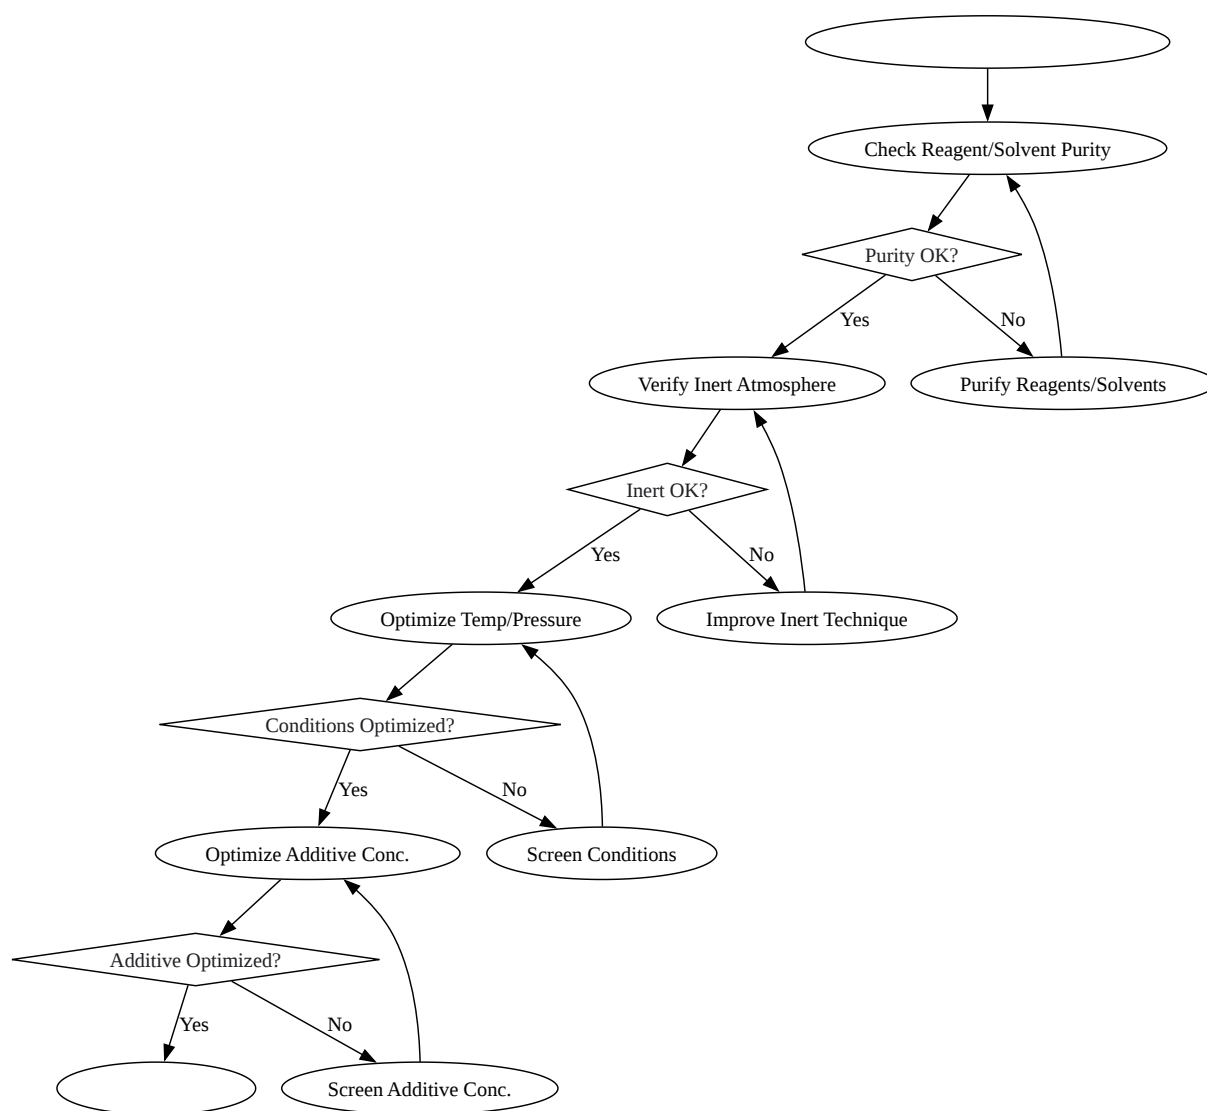 Check Reagent/Solvent Purity
Purity OK?
Yes
No
Verify Inert Atmosphere
Purify Reagents/Solvents
Inert OK?
Yes
No
Optimize Temp/Pressure
Improve Inert Technique
Conditions Optimized?
Yes
No
Optimize Additive Conc.
Screen Conditions
Additive Optimized?
Yes
No
Screen Additive Conc.